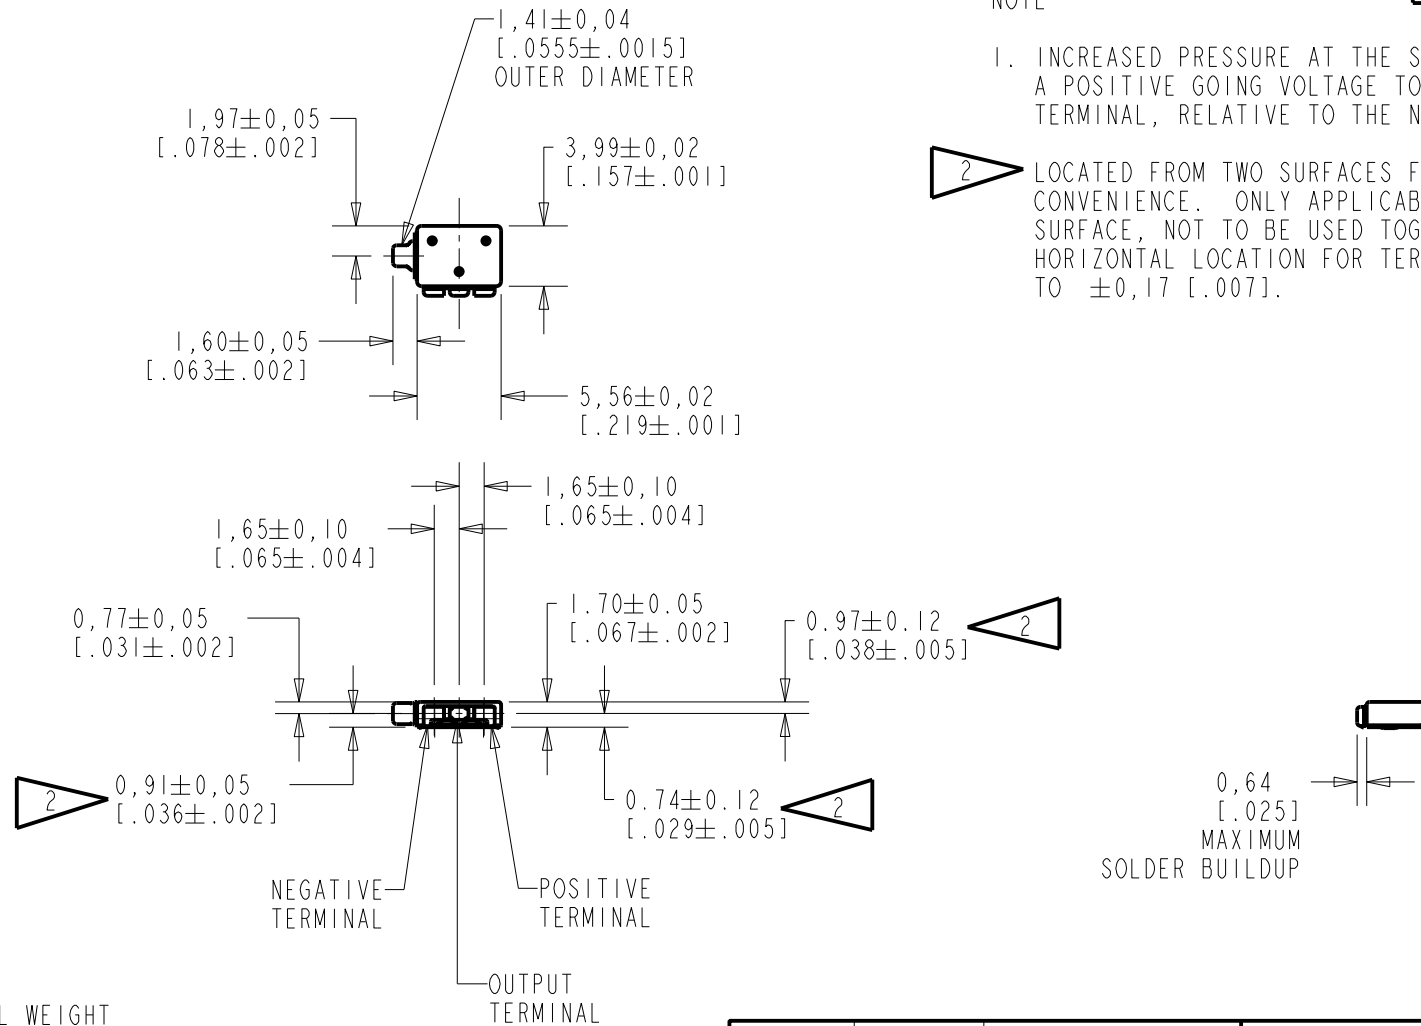 1,41±0,04
[.0555±.0015]
OUTER DIAMETER
1,97±0,05
[.078±.002]
3,99±0,02
[.157±.001]
1,60±0,05
[.063±.002]
5,56±0,02
[.219±.001]
NOTE
1. INCREASED PRESSURE AT THE S
A POSITIVE GOING VOLTAGE TO
TERMINAL, RELATIVE TO THE N
2
LOCATED FROM TWO SURFACES F
CONVENIENCE. ONLY APPLICAB
SURFACE, NOT TO BE USED TOG
HORIZONTAL LOCATION FOR TER
TO ±0,17 [.007].
1,65±0,10
[.065±.004]
1,65±0,10
[.065±.004]
0,77±0,05
[.031±.002]
1.70±0.05
[.067±.002]
0.97±0.12
[.038±.005]
2
2
0,91±0,05
[.036±.002]
0.74±0.12
[.029±.005]
2
0,64
[.025]
MAXIMUM
SOLDER BUILDUP
NEGATIVE
TERMINAL
POSITIVE
TERMINAL
OUTPUT
TERMINAL
L WEIGHT